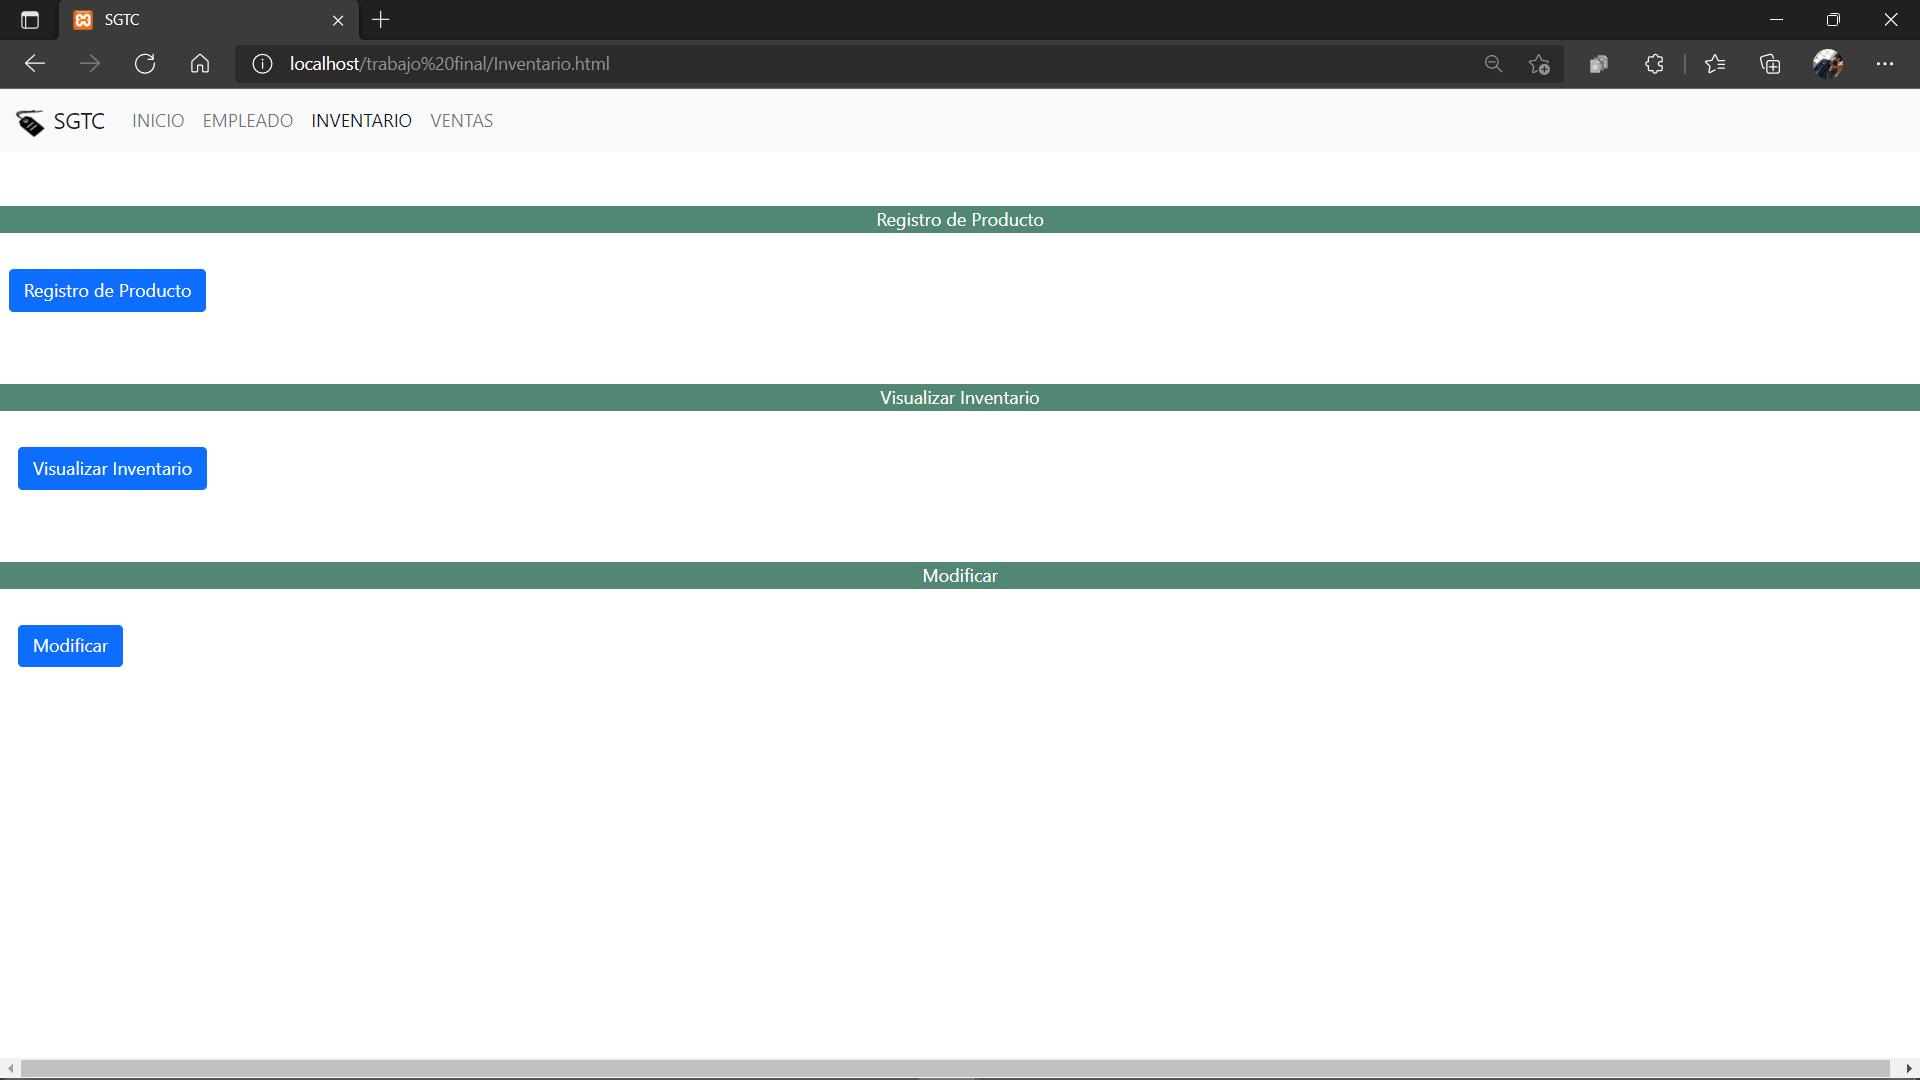 SGTC
localhost/trabajo%20final/Inventario.html
SGTC INICIO EMPLEADO INVENTARIO VENTAS
Registro de Producto
Registro de Producto
Visualizar Inventario
Visualizar Inventario
Modificar
Modificar